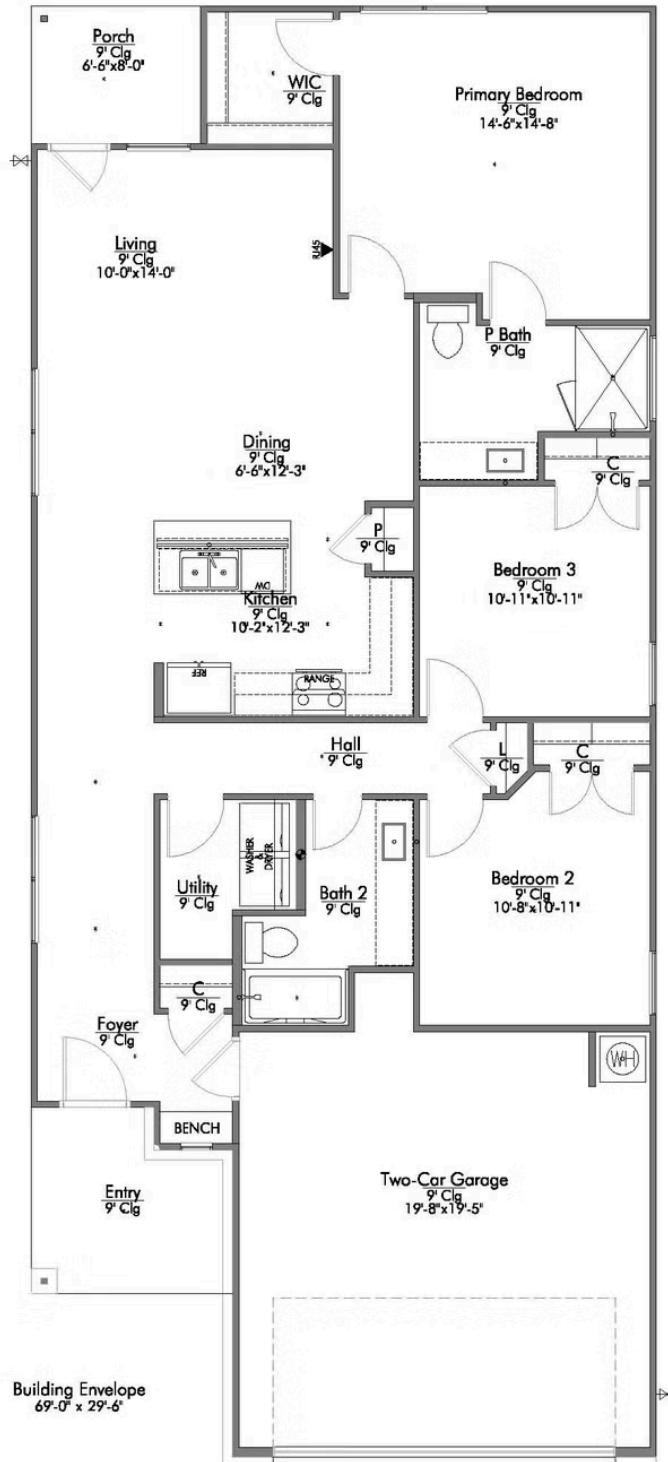 Porch
9' Clg
6'-6"x8'-0"
WIC
9' Clg
Primary Bedroom
9' Clg
14'-6"x14'-8"
Living
9' Clg
10'-0"x14'-0"
RJ45
P Bath
9' Clg
Dining
9' Clg
6'-6"x12'-3"
C
9' Clg
P
9' Clg
Bedroom 3
9' Clg
10'-11"x10'-11"
DW
Kitchen
9' Clg
10'-2"x12'-3"
REF
RANGE
Hall
9' Clg
L
9' Clg
C
9' Clg
WASHER
&
DRYER
Utility
9' Clg
Bath 2
9' Clg
Bedroom 2
9' Clg
10'-8"x10'-11"
C
9' Clg
Foyer
9' Clg
WH
BENCH
Entry
9' Clg
Two-Car Garage
9' Clg
19'-8"x19'-5"
Building Envelope
69'-0" x 29'-6"